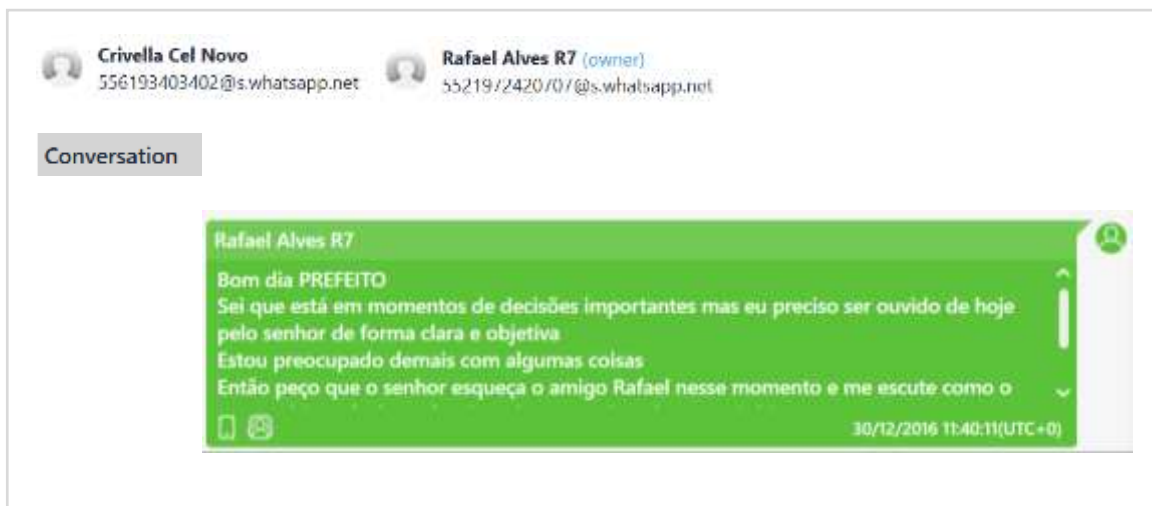 Crivella Cel Novo
556193403402@s.whatsapp.net
Rafael Alves R7 (owner)
5521972420707@s.whatsapp.net
Conversation
Rafael Alves R7
Bom dia PREFEITO
Sei que está em momentos de decisões importantes mas eu preciso ser ouvido de hoje
pelo senhor de forma clara e objetiva
Estou preocupado demais com algumas coisas
Então peço que o senhor esqueça o amigo Rafael nesse momento e me escute como o
30/12/2016 11:40:11(UTC+0)